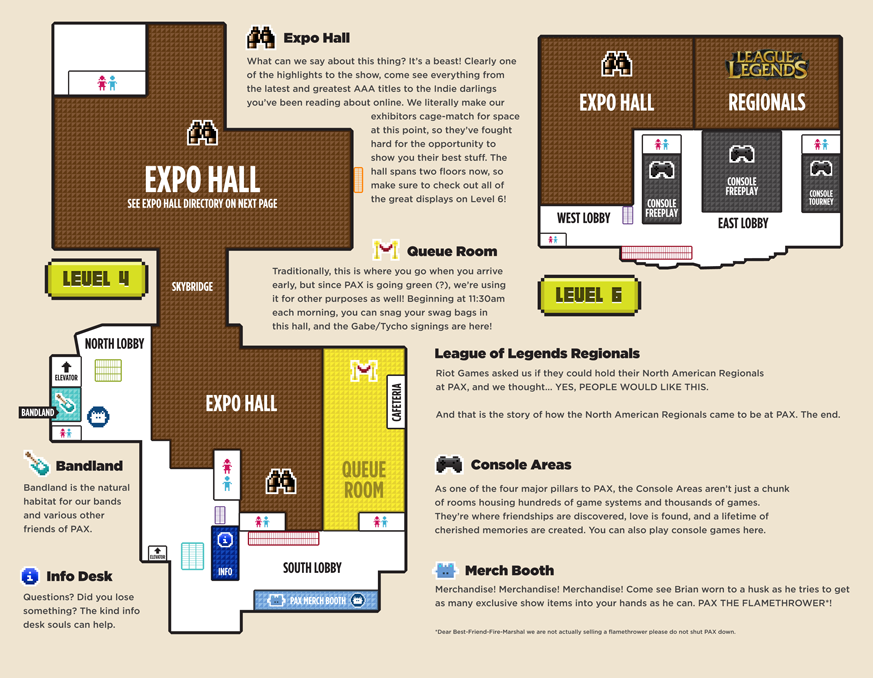 Expo Hall
What can we say about this thing? It's a beast! Clearly one
of the highlights to the show, come see everything from
the latest and greatest AAA titles to the Indie darlings
you've been reading about online. We literally make our
exhibitors cage-match for space
at this point, so they've fought
hard for the opportunity to
show you their best stuff. The
hall spans two floors now, so
make sure to check out all of
the great displays on Level 6!
EXPO HALL
SEE EXPO HALL DIRECTORY ON NEXT PAGE
LEVEL 4
SKYBRIDGE
Queue Room
Traditionally, this is where you go when you arrive
early, but since PAX is going green (?), we're using
it for other purposes as well! Beginning at 11:30am
each morning, you can snag your swag bags in
this hall, and the Gabe/Tycho signings are here!
NORTH LOBBY
ELEVATOR
BANDLAND
EXPO HALL
CAFETERIA
QUEUE
ROOM
Bandland
Bandland is the natural
habitat for our bands
and various other
friends of PAX.
ELEVATOR
INFO
SOUTH LOBBY
PAX MERCH BOOTH
Info Desk
Questions? Did you lose
something? The kind info
desk souls can help.
EXPO HALL
LEAGUE OF
LEGENDS
REGIONALS
CONSOLE
FREEPLAY
CONSOLE
FREEPLAY
CONSOLE
TOURNEY
WEST LOBBY
EAST LOBBY
LEVEL 6
League of Legends Regionals
Riot Games asked us if they could hold their North American Regionals
at PAX, and we thought... YES, PEOPLE WOULD LIKE THIS.
And that is the story of how the North American Regionals came to be at PAX. The end.
Console Areas
As one of the four major pillars to PAX, the Console Areas aren't just a chunk
of rooms housing hundreds of game systems and thousands of games.
They're where friendships are discovered, love is found, and a lifetime of
cherished memories are created. You can also play console games here.
Merch Booth
Merchandise! Merchandise! Merchandise! Come see Brian worn to a husk as he tries to get
as many exclusive show items into your hands as he can. PAX THE FLAMETHROWER*!
*Dear Best-Friend-Fire-Marshal we are not actually selling a flamethrower please do not shut PAX down.